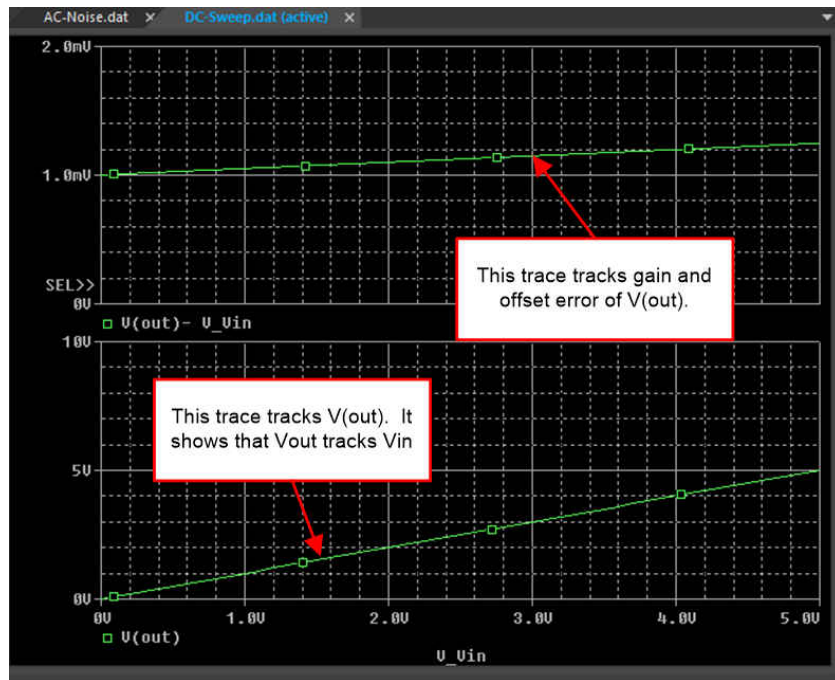 AC-Noise.dat ×
DC-Sweep.dat (active) ×
2.0mV
1.0mV
SEL>>
0V
V(out)- V_Vin
This trace tracks gain and
offset error of V(out).
10V
5V
0V
This trace tracks V(out).  It
shows that Vout tracks Vin
0V 1.0V 2.0V 3.0V 4.0V 5.0V
V(out)
V_Vin